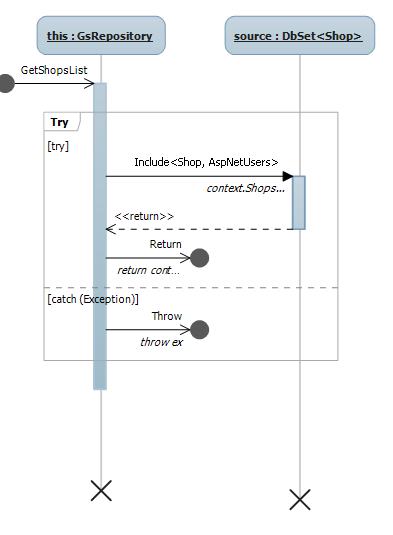 this : GsRepository
source : DbSet<Shop>
GetShopsList
Try
[try]
Include<Shop, AspNetUsers>
context.Shops...
<<return>>
Return
return cont...
[catch (Exception)]
Throw
throw ex